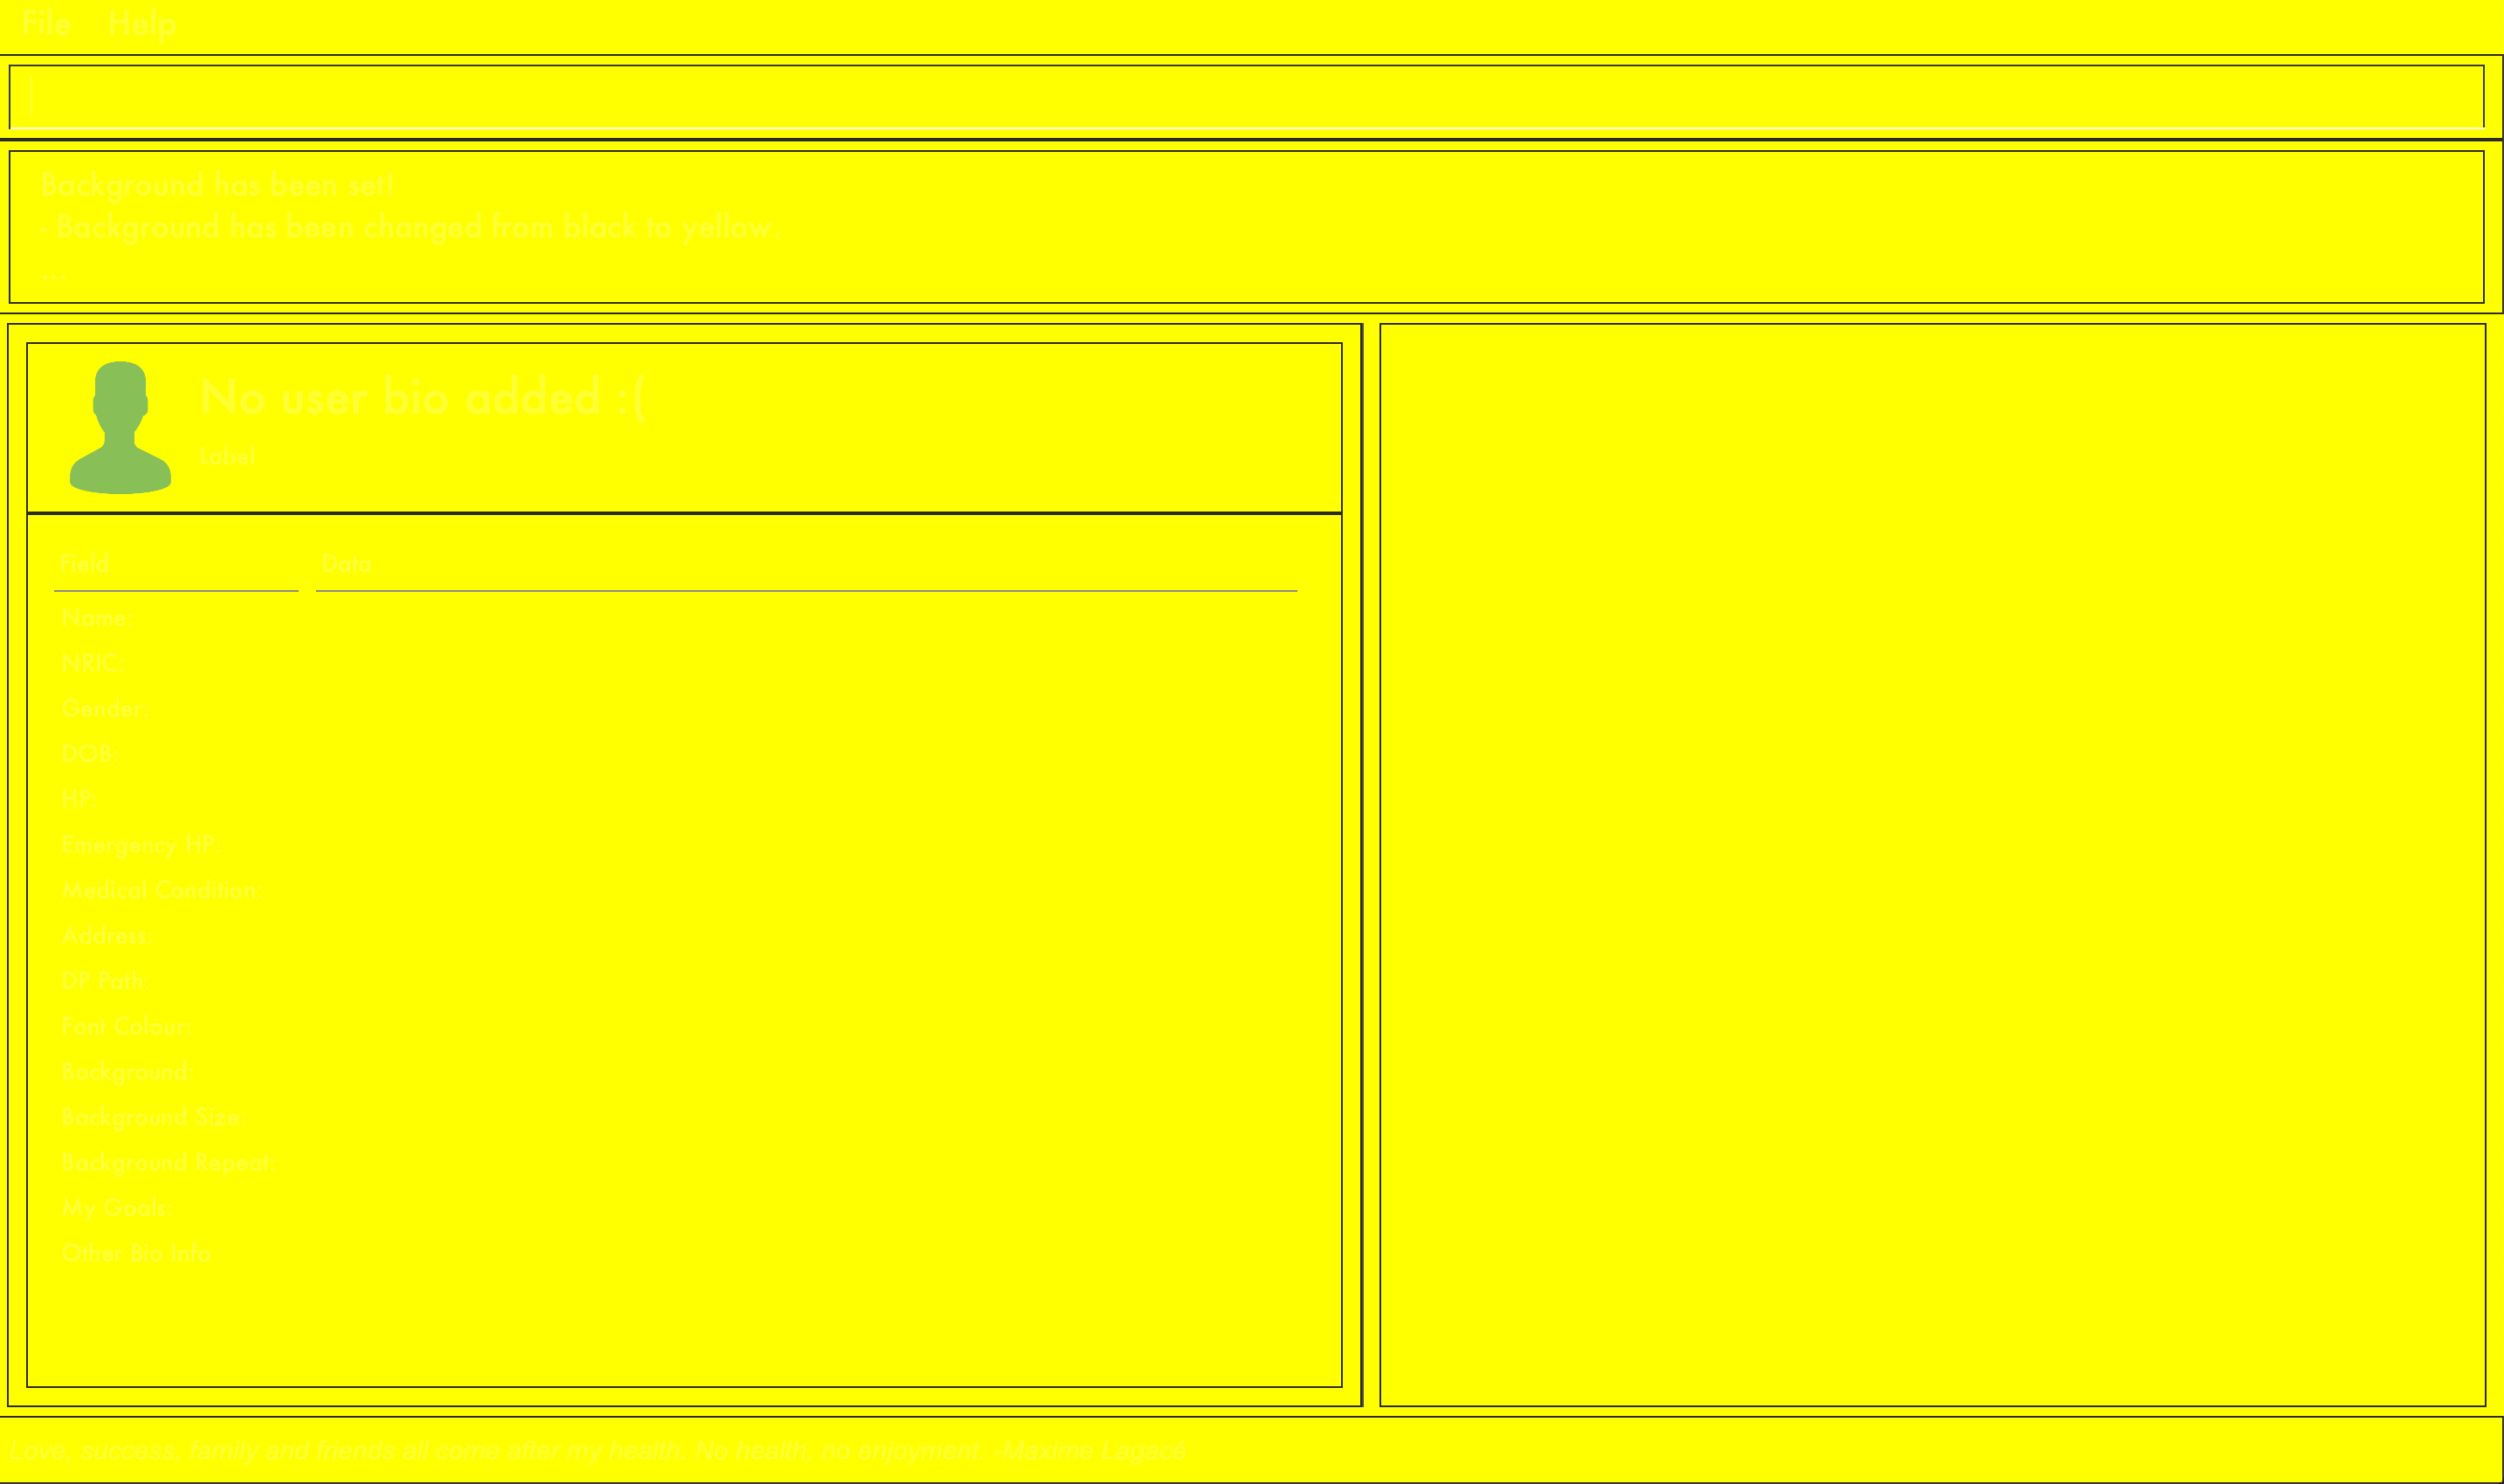 File Help
Background has been set!
- Background has been changed from black to yellow.
...
No user bio added :(
Label
Field Data
Name:
NRIC:
Gender:
DOB:
HP:
Emergency HP:
Medical Condition:
Address:
DP Path:
Font Colour:
Background:
Background Size:
Background Repeat:
My Goals:
Other Bio Info
Love, success, family and friends all come after my health. No health, no enjoyment. -Maxime Lagacé